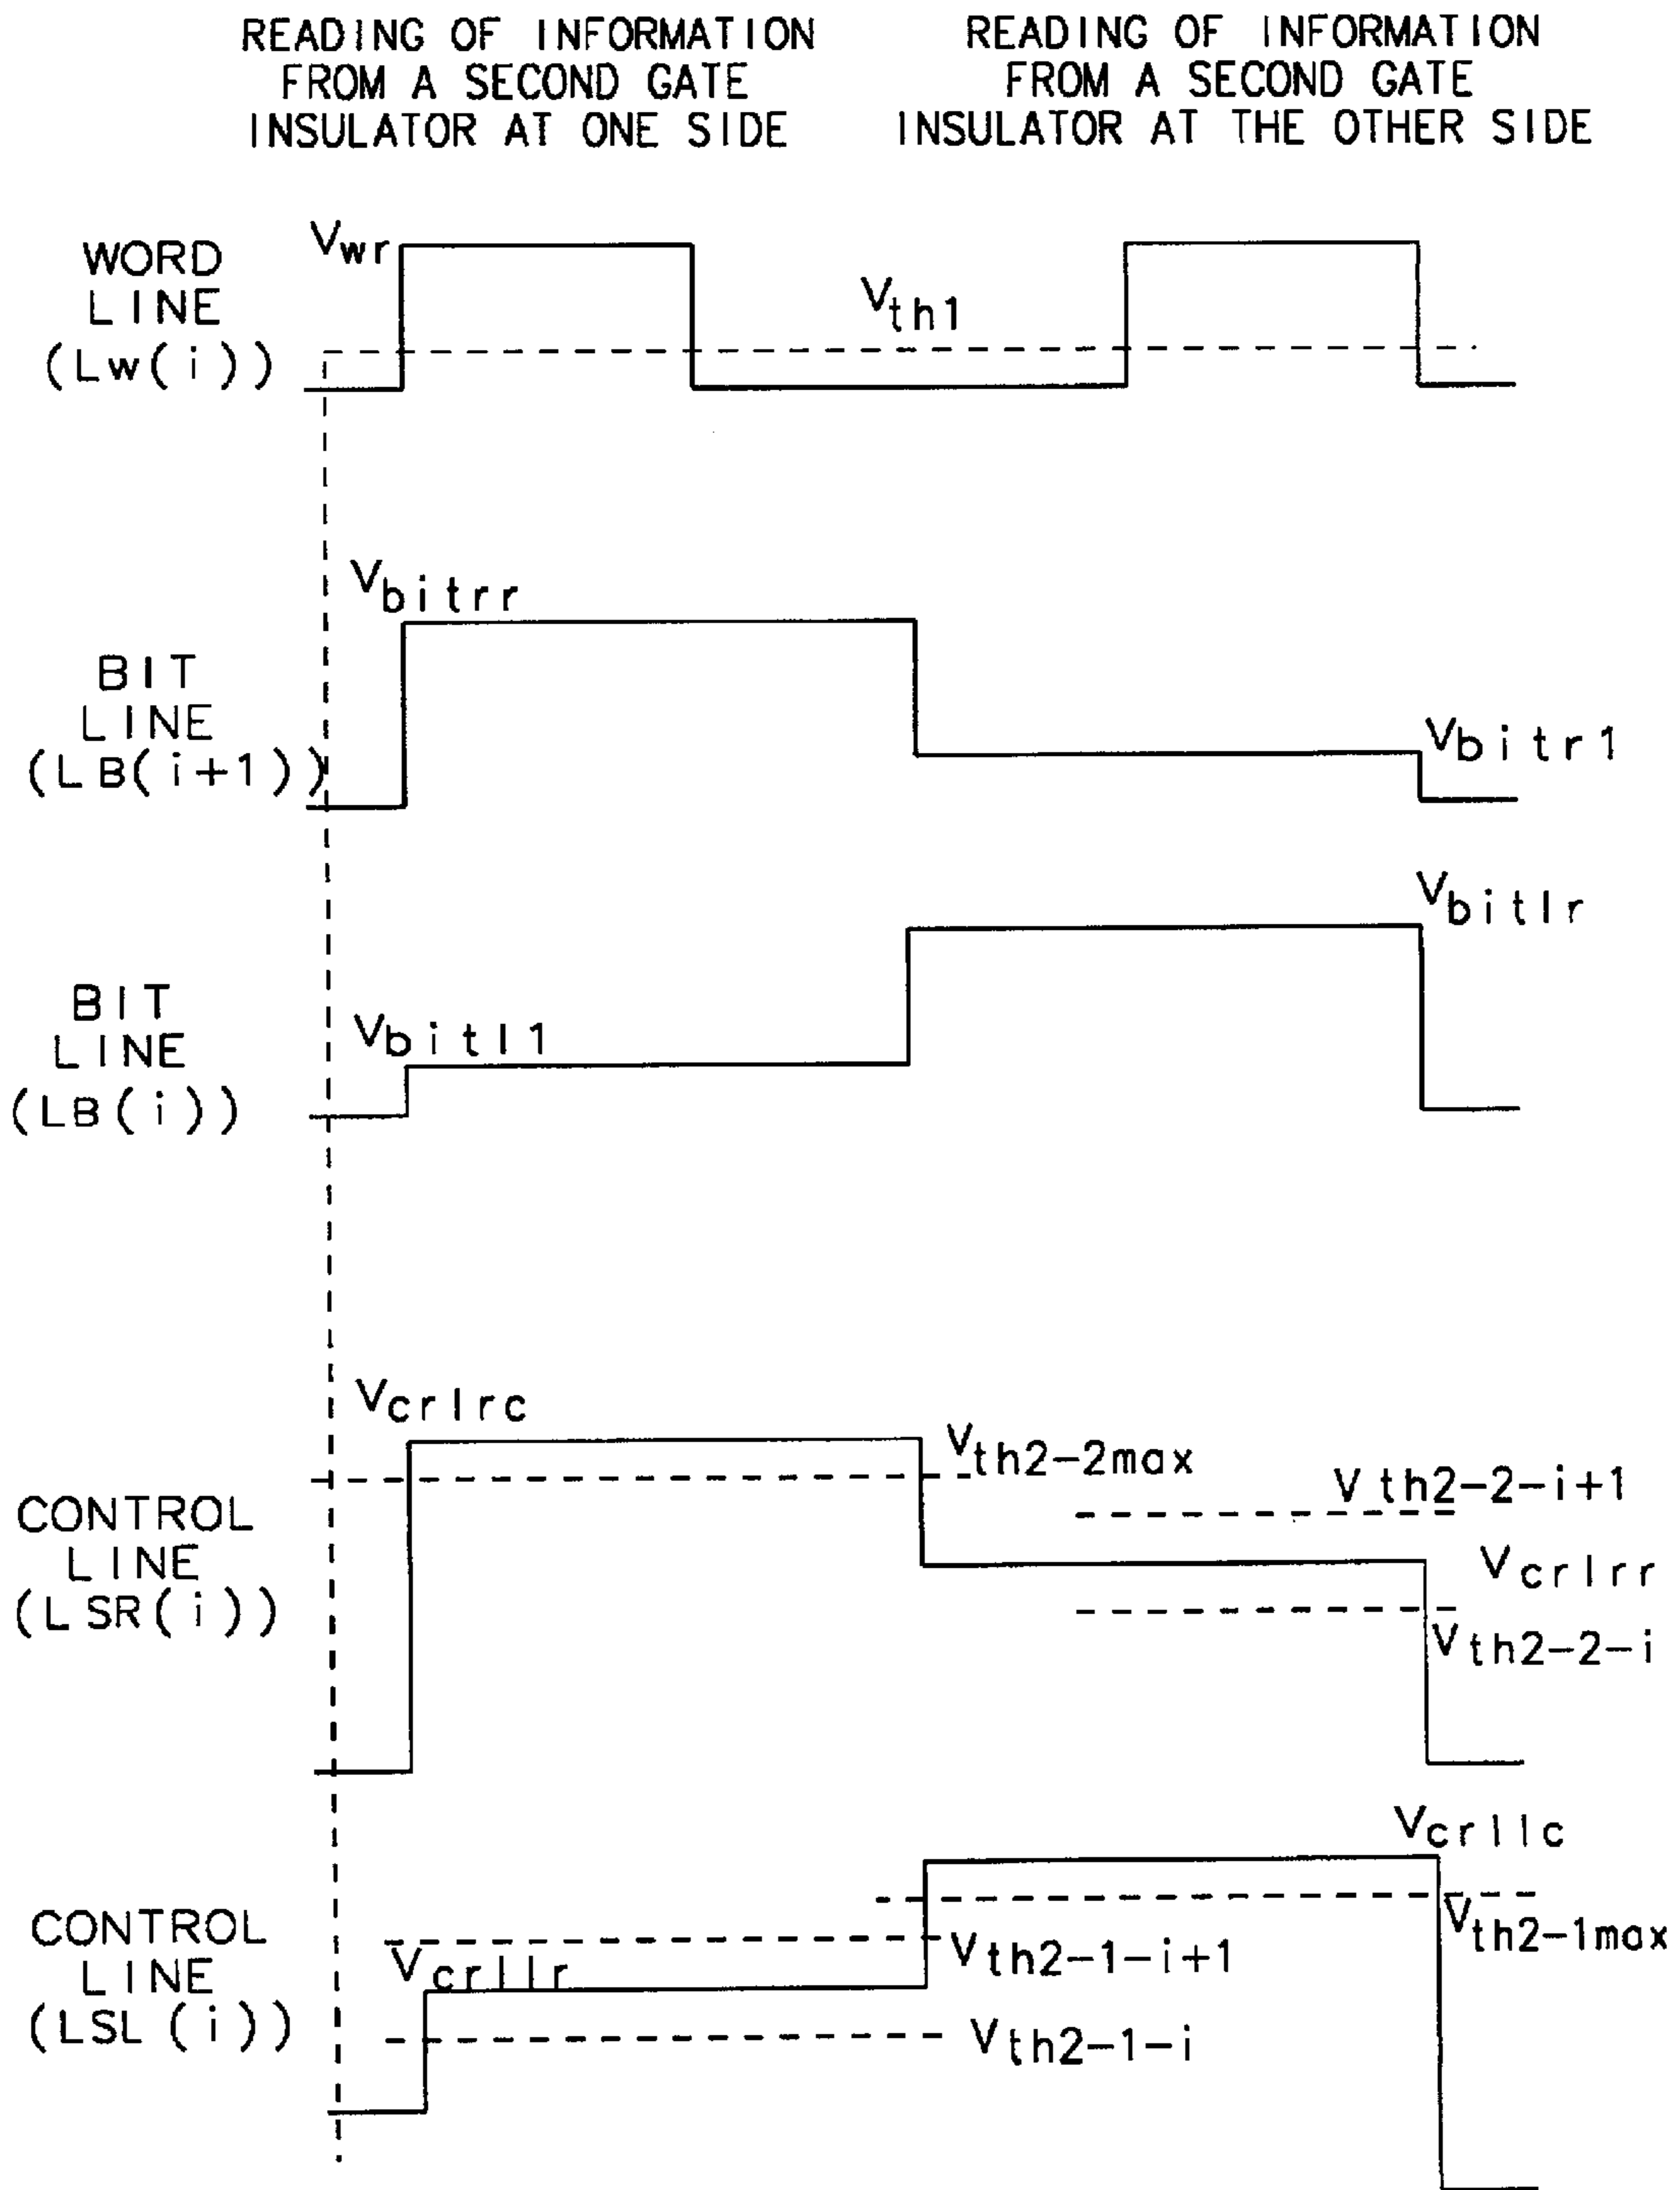 READING OF INFORMATION
FROM A SECOND GATE
INSULATOR AT ONE SIDE
READING OF INFORMATION
FROM A SECOND GATE
INSULATOR AT THE OTHER SIDE
WORD
LINE
(Lw(i))
Vwr
Vth1
BIT
LINE
(LB(i+1))
Vbitrr
Vbitr1
BIT
LINE
(LB(i))
Vbitl1
Vbitlr
CONTROL
LINE
(LSR(i))
Vcrlrc
Vth2-2max
Vth2-2-i+1
Vcrlrr
Vth2-2-i
CONTROL
LINE
(LSL(i))
Vcrllr
Vcrllc
Vth2-1max
Vth2-1-i+1
Vth2-1-i